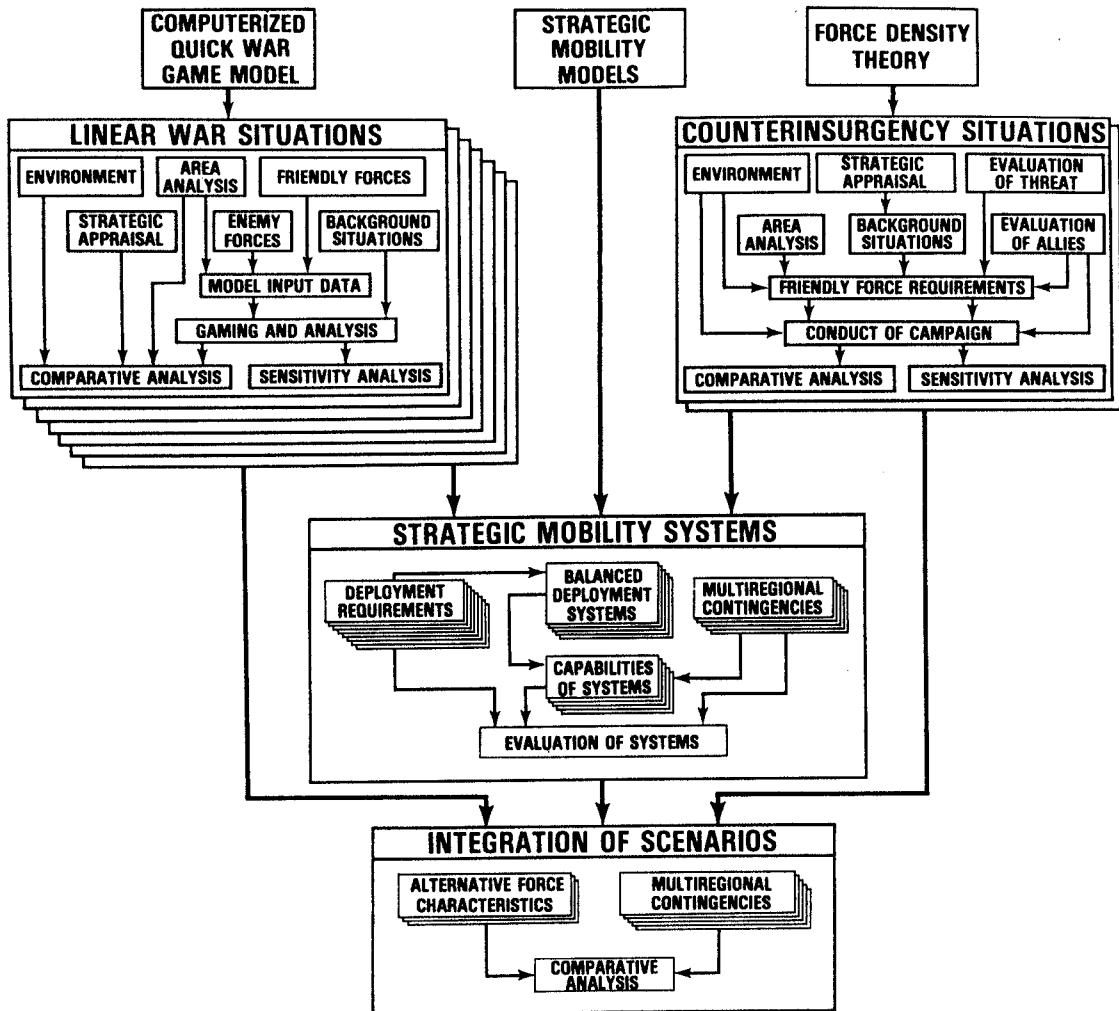 COMPUTERIZED
QUICK WAR
GAME MODEL
STRATEGIC
MOBILITY
MODELS
FORCE DENSITY
THEORY
LINEAR WAR SITUATIONS
ENVIRONMENT
AREA
ANALYSIS
FRIENDLY FORCES
STRATEGIC
APPRAISAL
ENEMY
FORCES
BACKGROUND
SITUATIONS
MODEL INPUT DATA
GAMING AND ANALYSIS
COMPARATIVE ANALYSIS
SENSITIVITY ANALYSIS
COUNTERINSURGENCY SITUATIONS
ENVIRONMENT
STRATEGIC
APPRAISAL
EVALUATION
OF THREAT
AREA
ANALYSIS
BACKGROUND
SITUATIONS
EVALUATION
OF ALLIES
FRIENDLY FORCE REQUIREMENTS
CONDUCT OF CAMPAIGN
COMPARATIVE ANALYSIS
SENSITIVITY ANALYSIS
STRATEGIC MOBILITY SYSTEMS
DEPLOYMENT
REQUIREMENTS
BALANCED
DEPLOYMENT
SYSTEMS
MULTIREGIONAL
CONTINGENCIES
CAPABILITIES
OF SYSTEMS
EVALUATION OF SYSTEMS
INTEGRATION OF SCENARIOS
ALTERNATIVE FORCE
CHARACTERISTICS
MULTIREGIONAL
CONTINGENCIES
COMPARATIVE
ANALYSIS